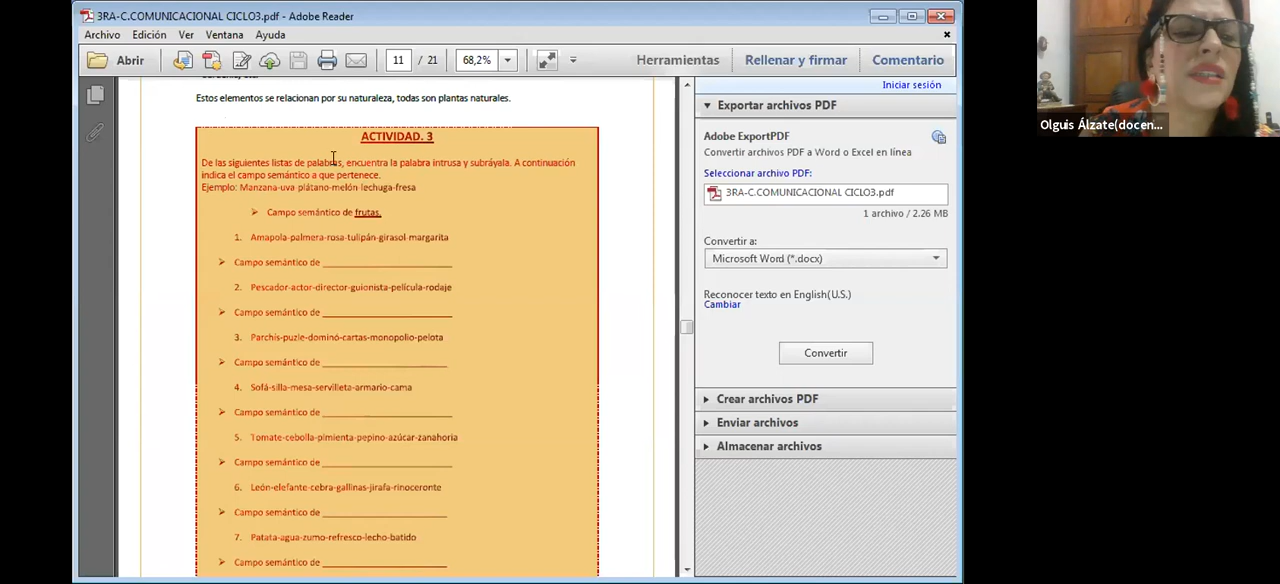 3RA-C.COMUNICACIONAL CICLO3.pdf - Adobe Reader
Archivo Edición Ver Ventana Ayuda
Abrir 11 / 21 68,2% Herramientas Rellenar y firmar Comentario
Estos elementos se relacionan por su naturaleza, todas son plantas naturales.
ACTIVIDAD. 3
De las siguientes listas de palabras, encuentra la palabra intrusa y subráyala. A continuación
indica el campo semántico a que pertenece.
Ejemplo: Manzana-uva plátano-melón-lechuga-fresa
➢ Campo semántico de frutas.
1. Amapola-palmera-rosa-tulipán-girasol-margarita
➢ Campo semántico de ____________________
2. Pescador-actor-director-guionista-película-rodaje
➢ Campo semántico de ____________________
3. Parchís-puzle-dominó-cartas-monopolio-pelota
➢ Campo semántico de ____________________
4. Sofá-silla-mesa-servilleta-armario-cama
➢ Campo semántico de ____________________
5. Tomate-cebolla-pimienta-pepino-azúcar-zanahoria
➢ Campo semántico de ____________________
6. León-elefante-cebra-gallinas-jirafa-rinoceronte
➢ Campo semántico de ____________________
7. Patata-agua-zumo-refresco-lecho-batido
➢ Campo semántico de ____________________
Iniciar sesión
Exportar archivos PDF
Adobe ExportPDF
Convertir archivos PDF a Word o Excel en línea
Seleccionar archivo PDF:
3RA-C.COMUNICACIONAL CICLO3.pdf
1 archivo / 2.26 MB
Convertir a:
Microsoft Word (*.docx)
Reconocer texto en English(U.S.)
Cambiar
Convertir
Crear archivos PDF
Enviar archivos
Almacenar archivos
Olguis Álzate(docen...